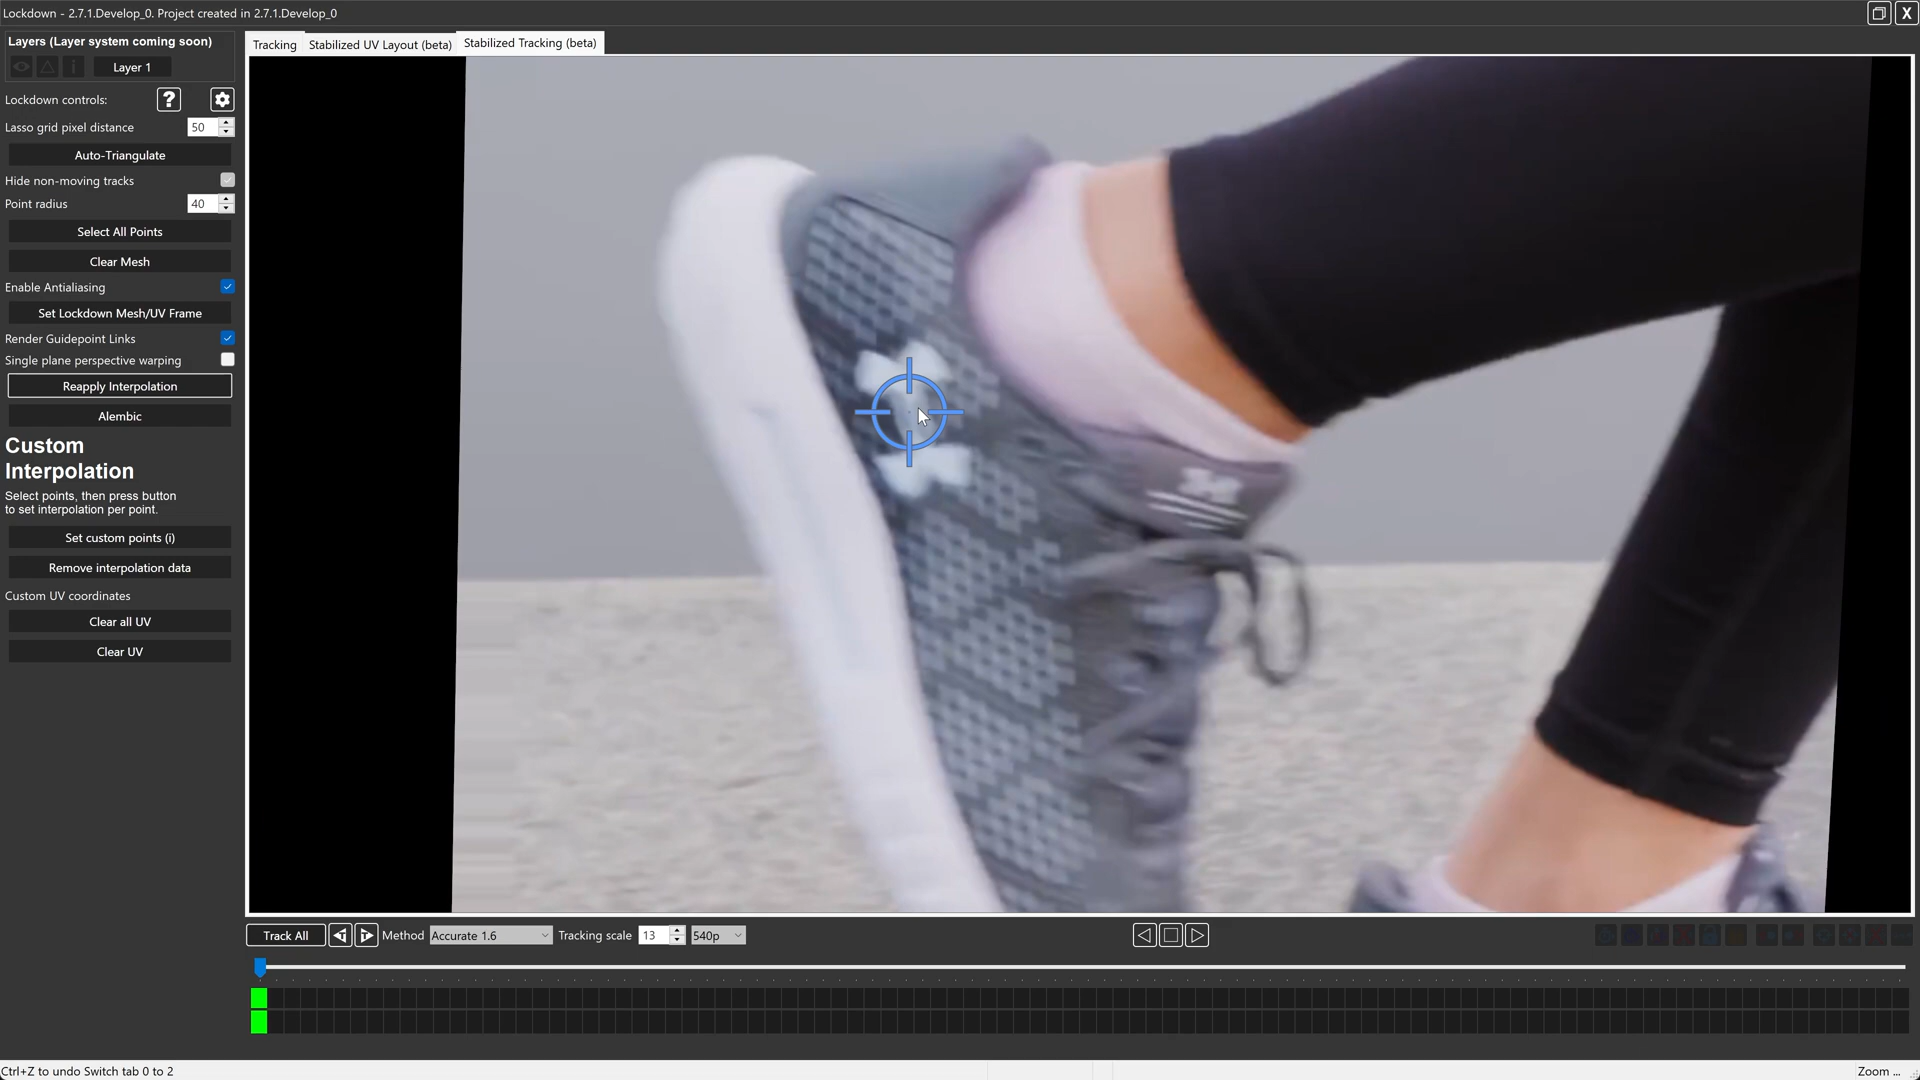 Lockdown - 2.7.1.Develop_0. Project created in 2.7.1.Develop_0
X
Layers (Layer system coming soon)
Layer 1
Lockdown controls:
?
Lasso grid pixel distance
50
Auto-Triangulate
Hide non-moving tracks
Point radius
40
Select All Points
Clear Mesh
Enable Antialiasing
Set Lockdown Mesh/UV Frame
Render Guidepoint Links
Single plane perspective warping
Reapply Interpolation
Alembic
Custom
Interpolation
Select points, then press button
to set interpolation per point.
Set custom points (i)
Remove interpolation data
Custom UV coordinates
Clear all UV
Clear UV
Tracking
Stabilized UV Layout (beta)
Stabilized Tracking (beta)
Track All
Method
Accurate 1.6
Tracking scale
13
540p
Ctrl+Z to undo Switch tab 0 to 2
Zoom ...